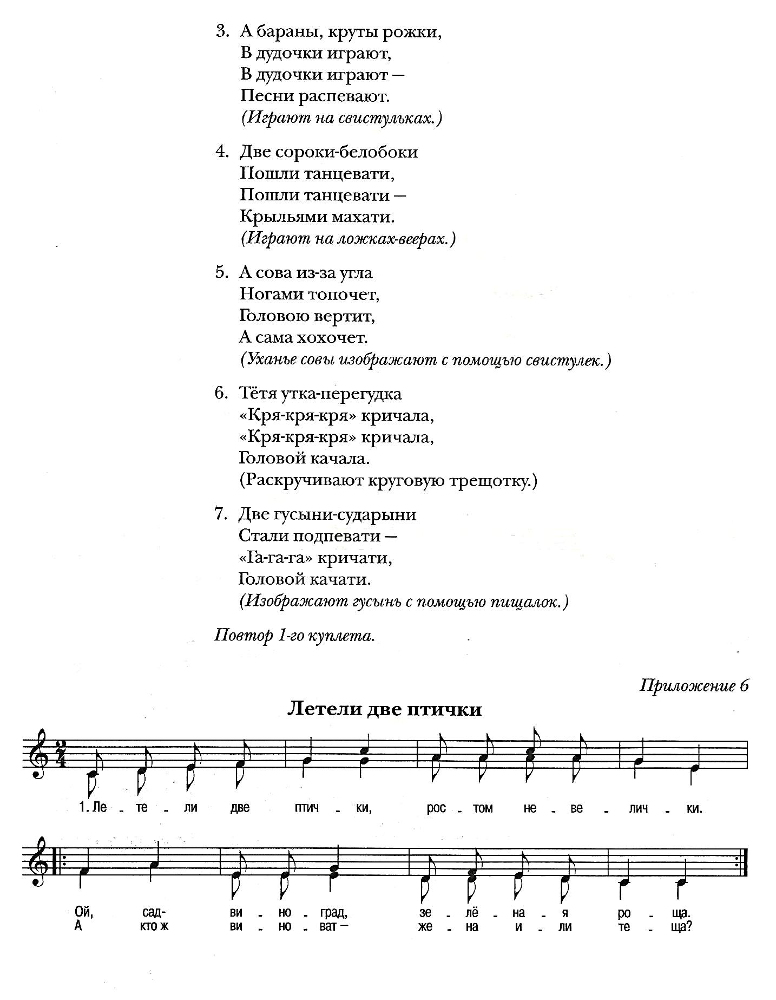 3. А бараны, круты рожки,
В дудочки играют,
В дудочки играют —
Песни распевают.
(Играют на свистульках.)
4. Две сороки-белобоки
Пошли танцевати,
Пошли танцевати —
Крыльями махати.
(Играют на ложках-веерах.)
5. А сова из-за угла
Ногами топочет,
Головою вертит,
А сама хохочет.
(Уханье совы изображают с помощью свистулек.)
6. Тётя утка-перегудка
«Кря-кря-кря» кричала,
«Кря-кря-кря» кричала,
Головой качала.
(Раскручивают круговую трещотку.)
7. Две гусыни-сударыни
Стали подпевати —
«Га-га-га» кричати,
Головой качати.
(Изображают гусынь с помощью пищалок.)
Повтор 1-го куплета.
Приложение 6
Летели две птички
2
4
1. Ле - те - ли две птич - ки, рос - том не - ве - лич - ки.
Ой, сад- ви - но - град, зе - лё - на - я ро - ща.
А кто ж ви - но - ват — же - на и - ли те - ща?